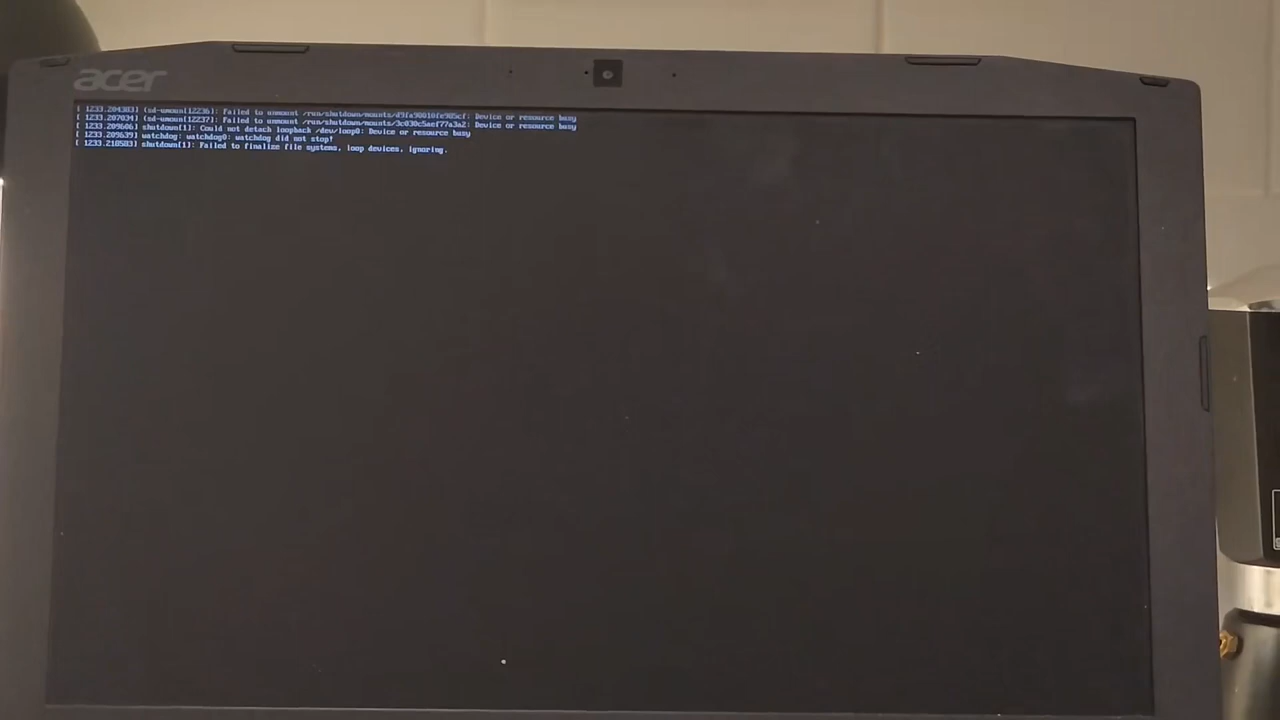 acer
[ 1233.204383] (sd-umoun[12236]: Failed to unmount /run/shutdown/mounts/ Device or resource busy
[ 1233.207034] (sd-umoun[12237]: Failed to unmount /run/shutdown/mounts/3c030c5aef77a3a2: Device or resource busy
[ 1233.209606] shutdown[1]: Could not detach loopback /dev/loop0: Device or resource busy
[ 1233.209639] watchdog: watchdog0: watchdog did not stop!
[ 1233.210583] shutdown[1]: Failed to finalize file systems, loop devices, ignoring.